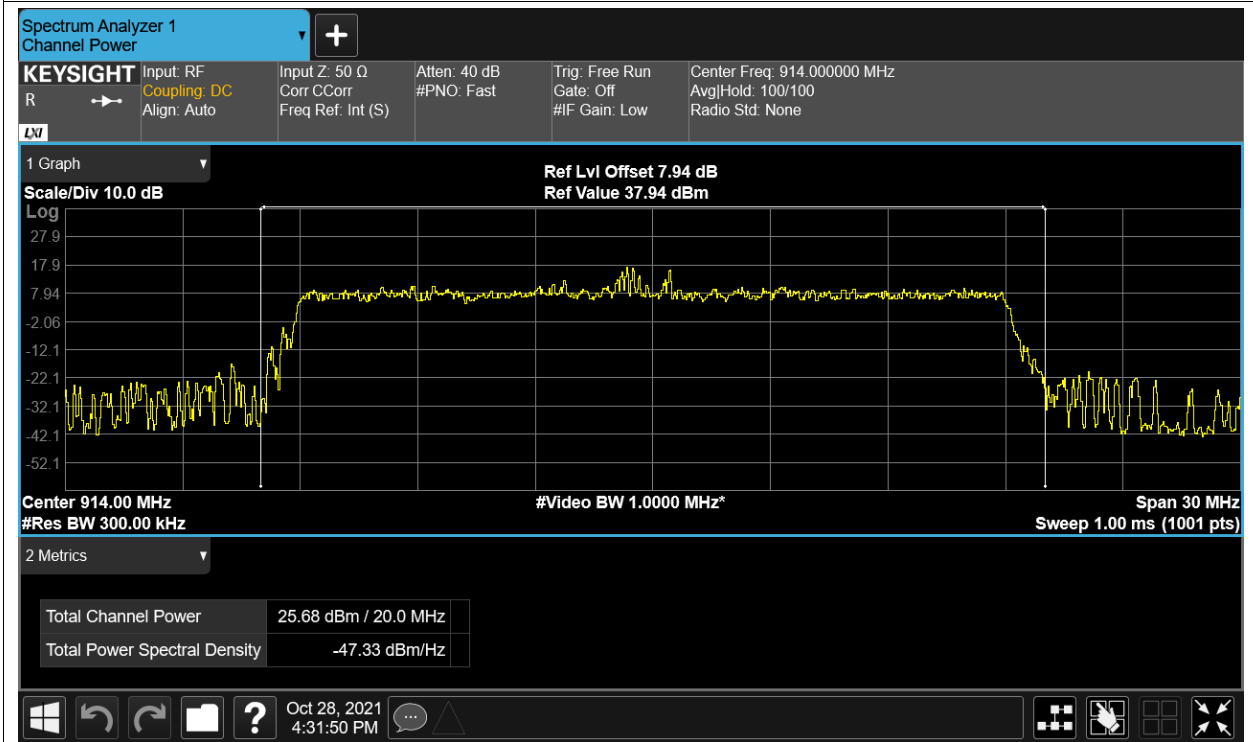 Spectrum Analyzer 1
Channel Power
KEYSIGHT
R
LXI
Input: RF
Coupling: DC
Align: Auto
Input Z: 50 Ω
Corr CCorr
Freq Ref: Int (S)
Atten: 40 dB
#PNO: Fast
Trig: Free Run
Gate: Off
#IF Gain: Low
Center Freq: 914.000000 MHz
Avg|Hold: 100/100
Radio Std: None
1 Graph
Scale/Div 10.0 dB
Ref Lvl Offset 7.94 dB
Ref Value 37.94 dBm
Log
27.9
17.9
7.94
-2.06
-12.1
-22.1
-32.1
-42.1
-52.1
Center 914.00 MHz
#Video BW 1.0000 MHz*
Span 30 MHz
#Res BW 300.00 kHz
Sweep 1.00 ms (1001 pts)
2 Metrics
Total Channel Power 25.68 dBm / 20.0 MHz
Total Power Spectral Density -47.33 dBm/Hz
?
Oct 28, 2021
4:31:50 PM